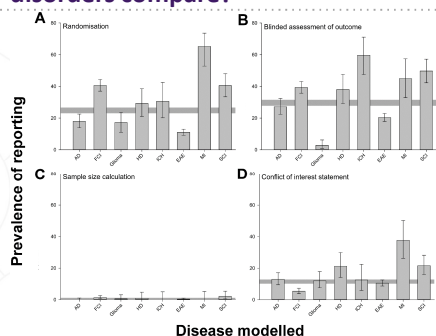 disorders compare?
A
Randomisation
80
60
40
20
0
AD
FCI
Glioma
HD
ICH
EAE
MI
SCI
B
Blinded assessment of outcome
80
60
40
20
0
AD
FCI
Glioma
HD
ICH
EAE
MI
SCI
C
Sample size calculation
80
60
40
20
0
AD
FCI
Glioma
HD
ICH
EAE
MI
SCI
D
Conflict of interest statement
60
40
20
0
AD
FCI
Glioma
HD
ICH
EAE
MI
SCI
Prevalence of reporting
Disease modelled